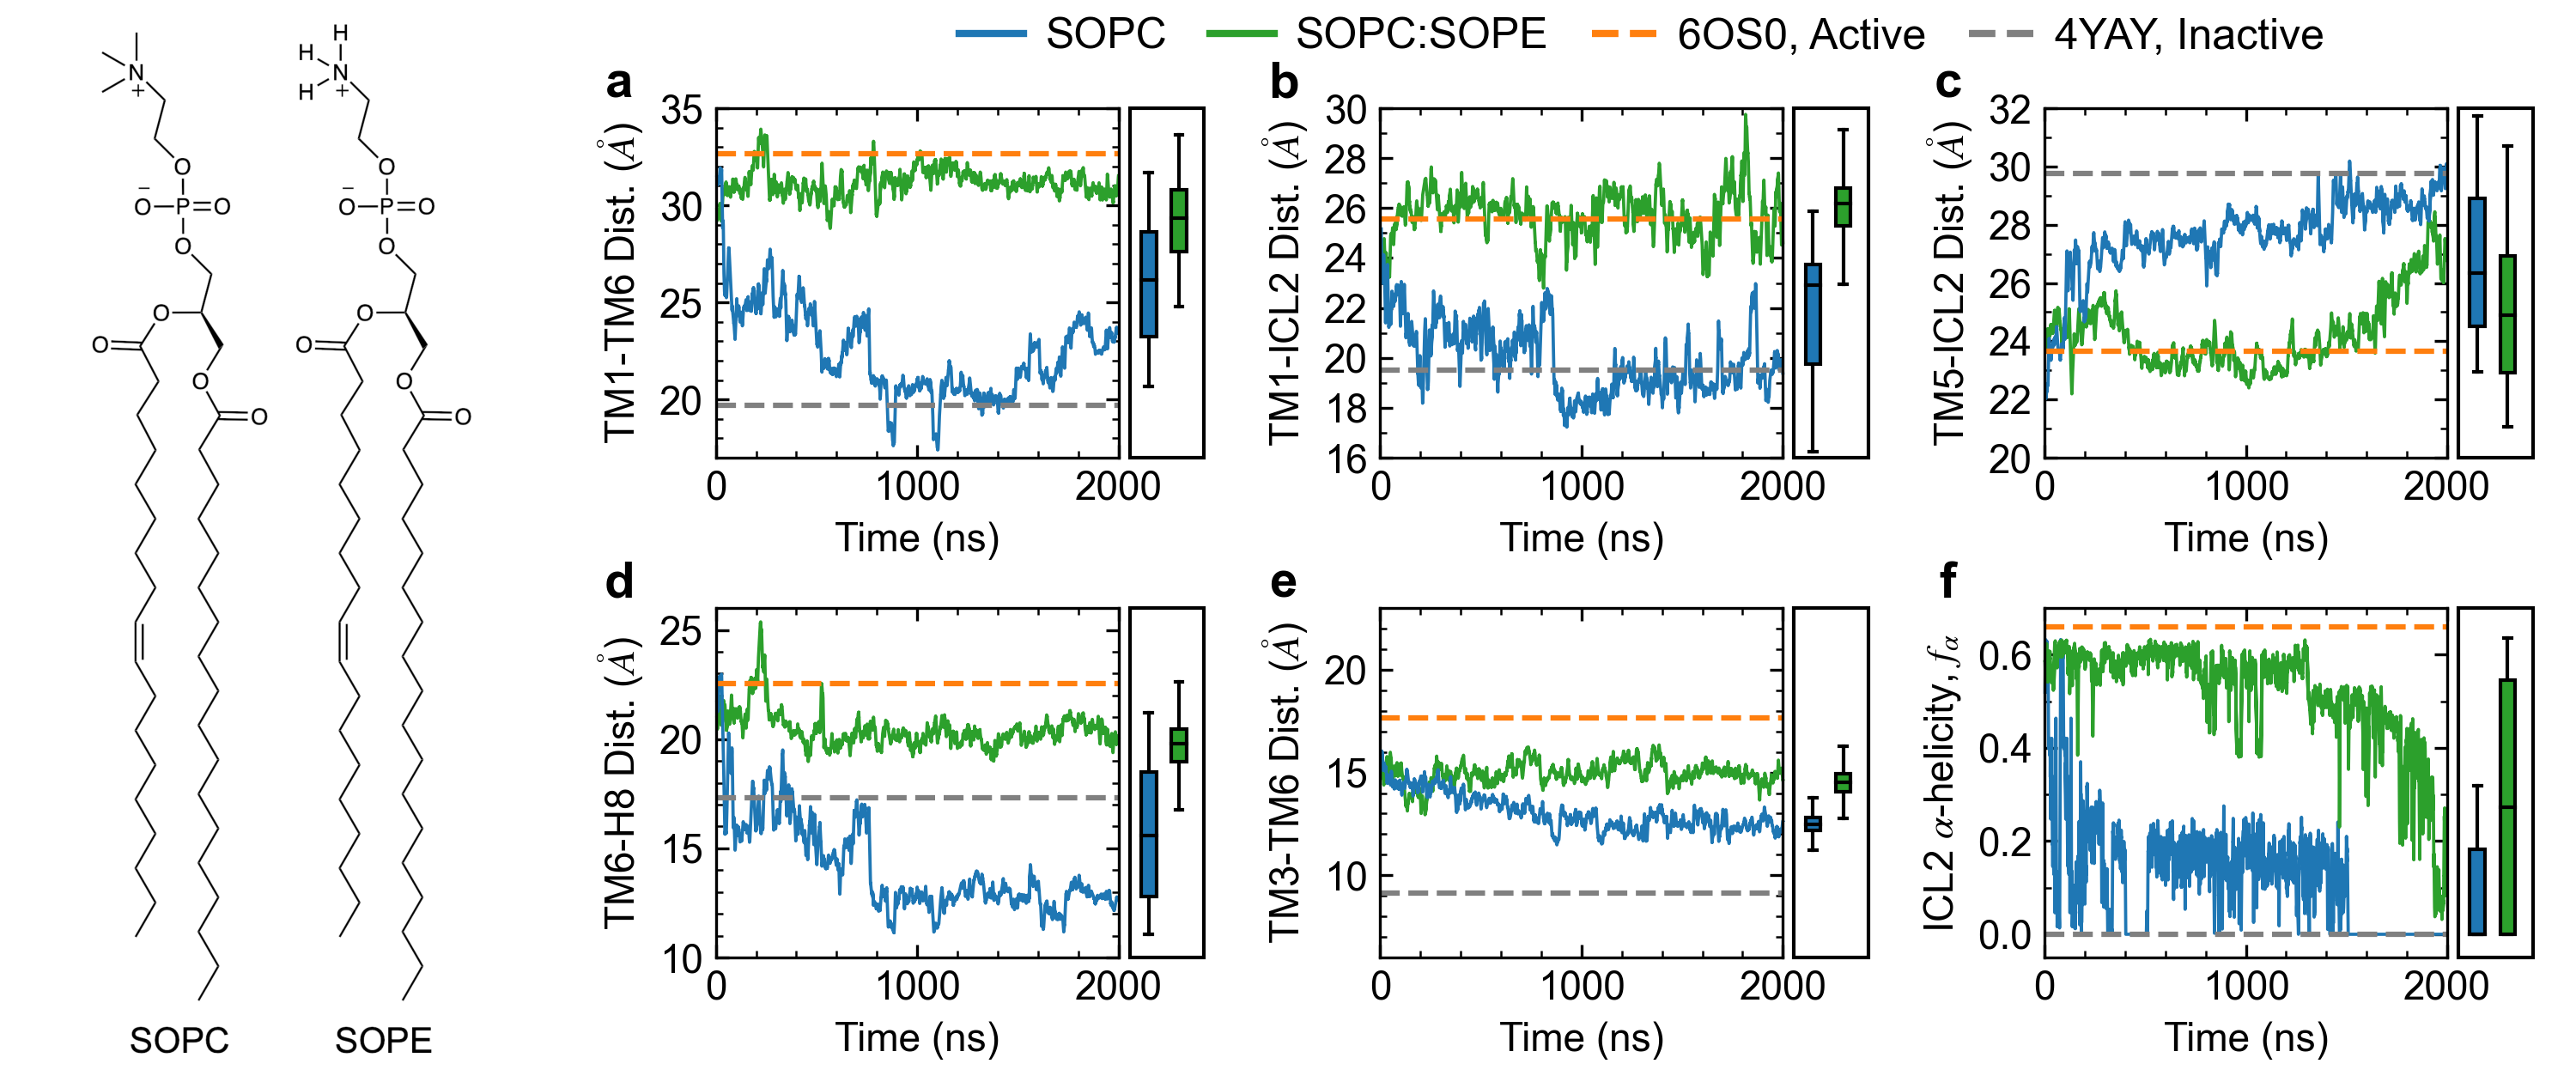 SOPC SOPC:SOPE 6OS0, Active 4YAY, Inactive
N
+
O
−
O P O
O
O
O
O
O
SOPC
H
H N
H +
O
−
O P O
O
O
O
O
O
SOPE
a
TM1-TM6 Dist. (Å)
35
30
25
20
0 1000 2000
Time (ns)
b
TM1-ICL2 Dist. (Å)
30
28
26
24
22
20
18
16
0 1000 2000
Time (ns)
c
TM5-ICL2 Dist. (Å)
32
30
28
26
24
22
20
0 1000 2000
Time (ns)
d
TM6-H8 Dist. (Å)
25
20
15
10
0 1000 2000
Time (ns)
e
TM3-TM6 Dist. (Å)
20
15
10
0 1000 2000
Time (ns)
f
ICL2 α-helicity, fα
0.6
0.4
0.2
0.0
0 1000 2000
Time (ns)